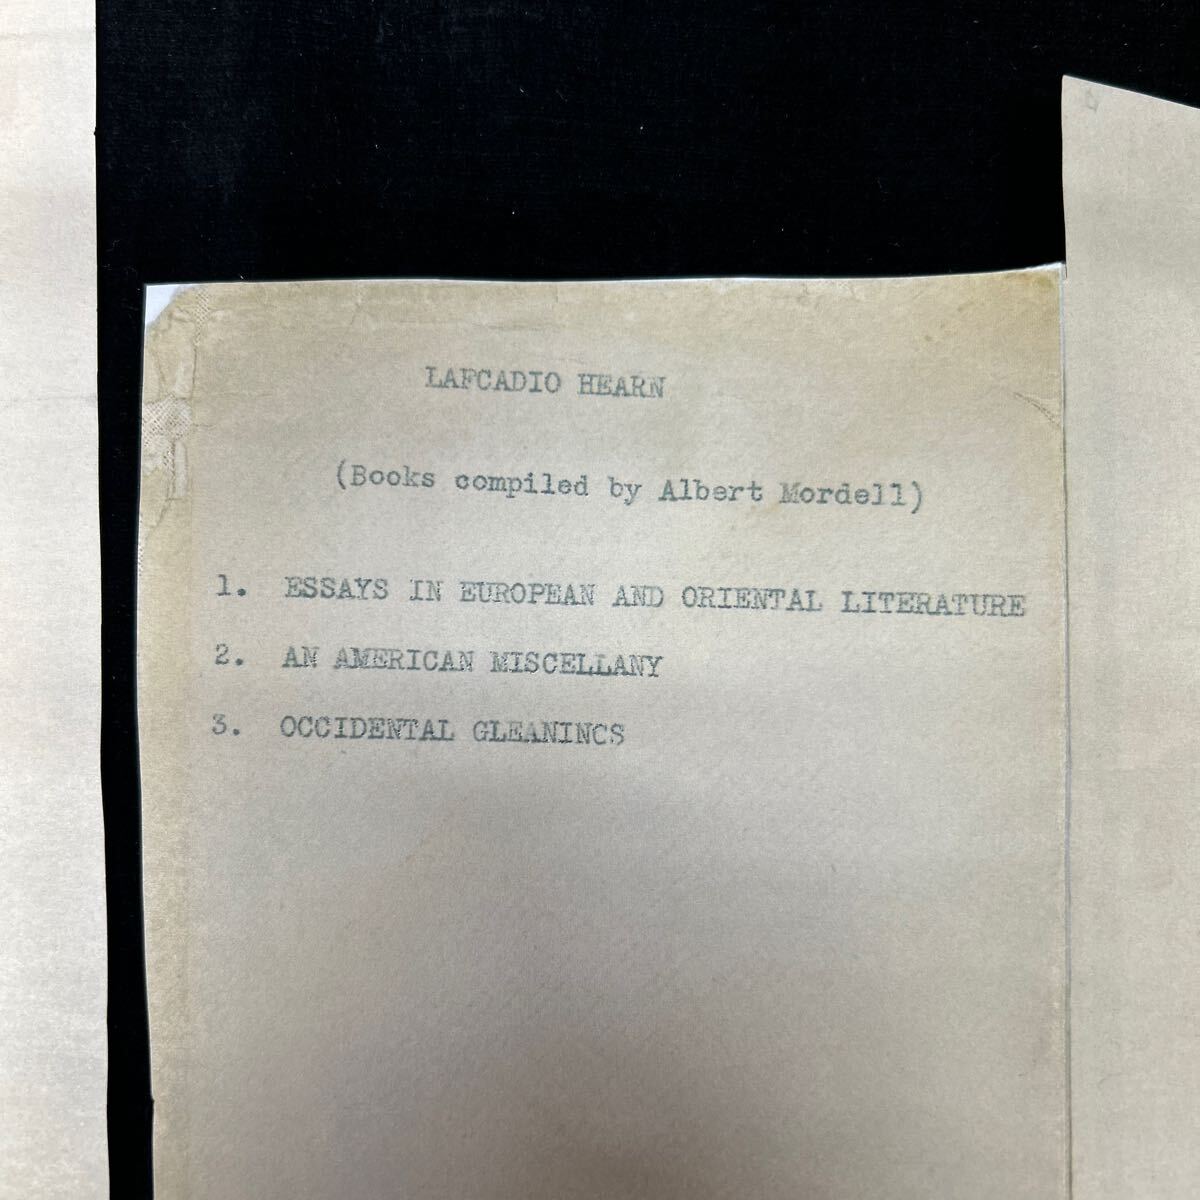 LAFCADIO HEARN
(Books compiled by Albert Mordell)
1. ESSAYS IN EUROPEAN AND ORIENTAL LITERATURE
2. AN AMERICAN MISCELLANY
3. OCCIDENTAL GLEANINGS